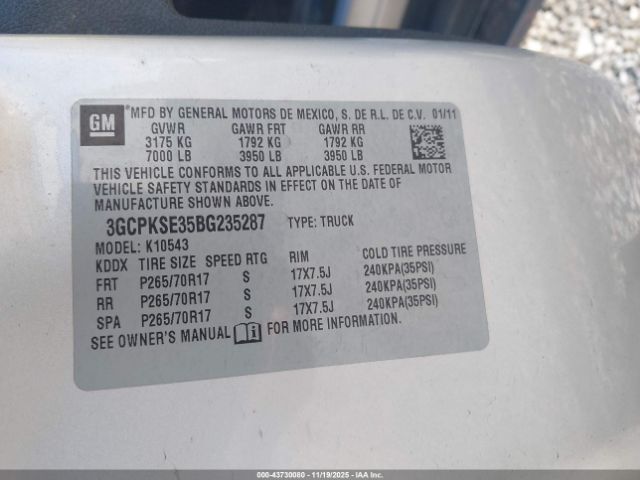 GM
®MFD BY GENERAL MOTORS DE MEXICO, S. DE R.L. DE C.V. 01/11
GVWR GAWR FRT GAWR RR
3175 KG 1792 KG 1792 KG
7000 LB 3950 LB 3950 LB
THIS VEHICLE CONFORMS TO ALL APPLICABLE U.S. FEDERAL MOTOR
VEHICLE SAFETY STANDARDS IN EFFECT ON THE DATE OF
MANUFACTURE SHOWN ABOVE.
3GCPKSE35BG235287 TYPE: TRUCK
MODEL: K10543
KDDX TIRE SIZE SPEED RTG RIM COLD TIRE PRESSURE
FRT P265/70R17 S 17X7.5J 240KPA(35PSI)
RR P265/70R17 S 17X7.5J 240KPA(35PSI)
SPA P265/70R17 S 17X7.5J 240KPA(35PSI)
SEE OWNER'S MANUAL FOR MORE INFORMATION.
000-43730080 - 11/19/2025 - IAAI.COM